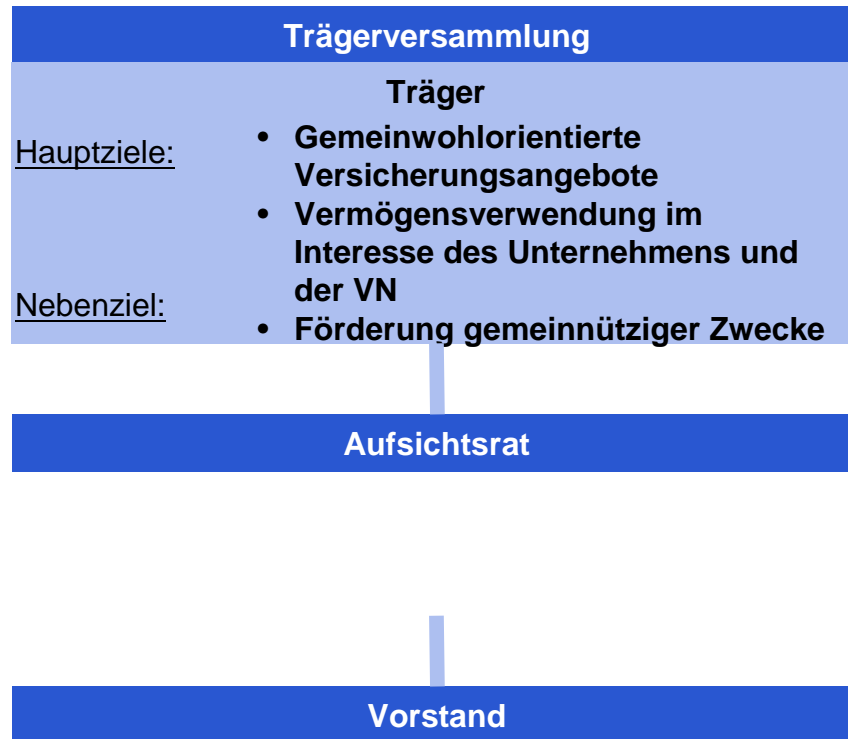 Trägerversammlung
Träger
Hauptziele:
• Gemeinwohlorientierte
Versicherungsangebote
• Vermögensverwendung im
Interesse des Unternehmens und
der VN
Nebenziel:
• Förderung gemeinnütziger Zwecke
Aufsichtsrat
Vorstand